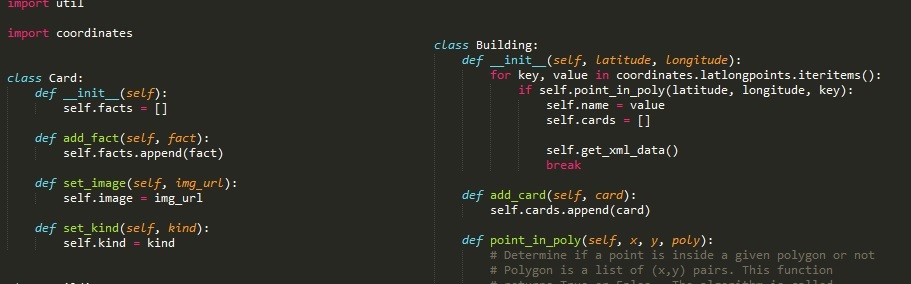 import util
import coordinates
class Card:
def __init__(self):
self.facts = []
def add_fact(self, fact):
self.facts.append(fact)
def set_image(self, img_url):
self.image = img_url
def set_kind(self, kind):
self.kind = kind
class Building:
def __init__(self, latitude, longitude):
for key, value in coordinates.latlongpoints.iteritems():
if self.point_in_poly(latitude, longitude, key):
self.name = value
self.cards = []
self.get_xml_data()
break
def add_card(self, card):
self.cards.append(card)
def point_in_poly(self, x, y, poly):
# Determine if a point is inside a given polygon or not
# Polygon is a list of (x,y) pairs. This function